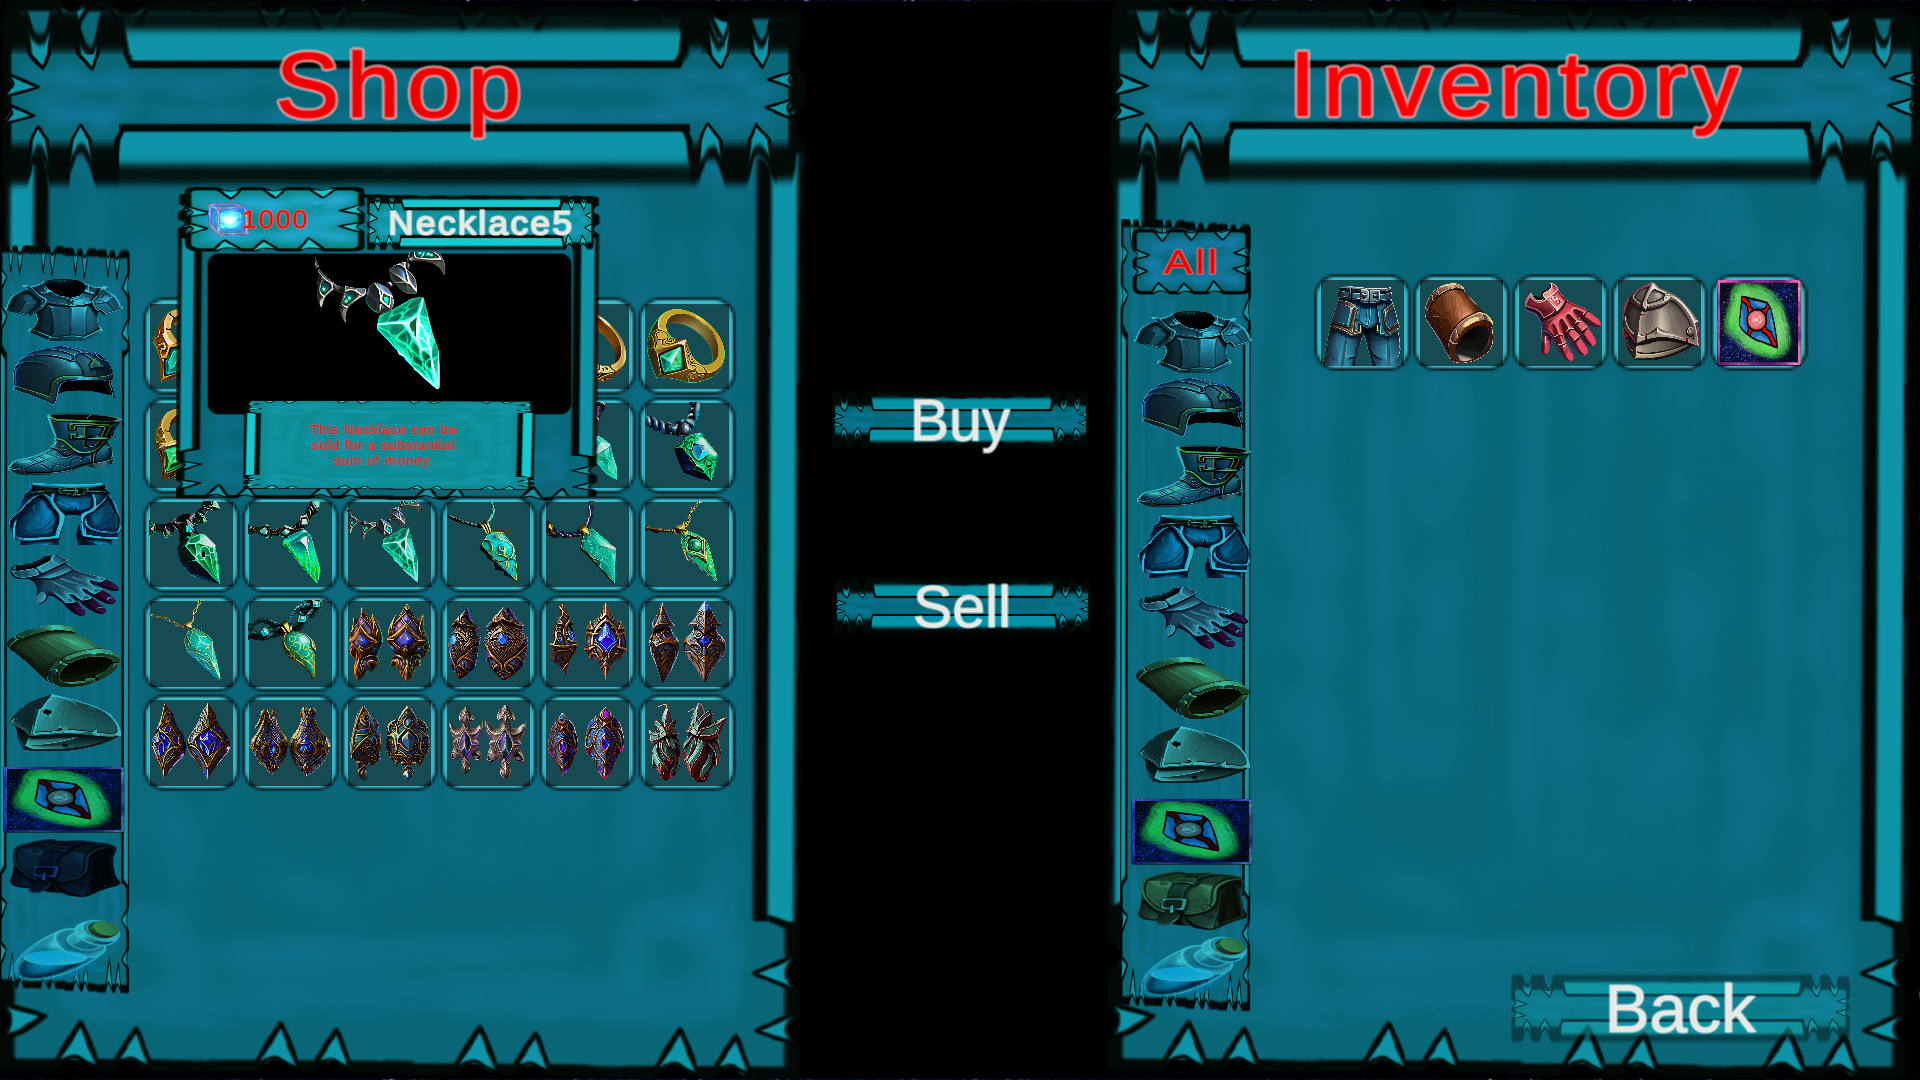 Shop
Inventory
1000
Necklace5
All
Buy
This Necklace can be
sold for a substantial
sum of money.
Sell
Back